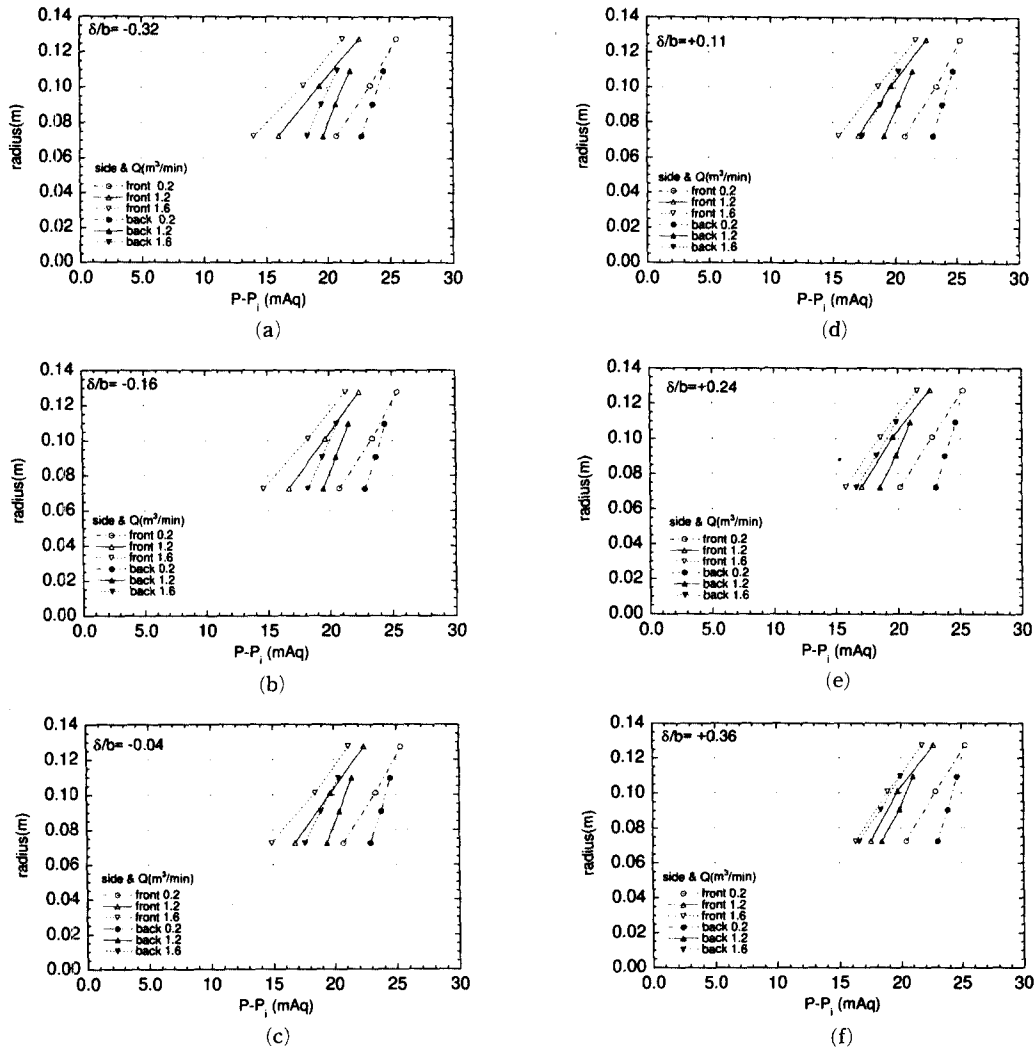 δ/b= -0.32
radius(m)
0.14
0.12
0.10
0.08
0.06
0.04
0.02
0.00
side & Q(m³/min)
front 0.2
front 1.2
front 1.6
back 0.2
back 1.2
back 1.6
0.0 5.0 10 15 20 25 30
P-Pᵢ (mAq)
(a)
δ/b= -0.16
radius(m)
0.14
0.12
0.10
0.08
0.06
0.04
0.02
0.00
side & Q(m³/min)
front 0.2
front 1.2
front 1.6
back 0.2
back 1.2
back 1.6
0.0 5.0 10 15 20 25 30
P-Pᵢ (mAq)
(b)
δ/b= -0.04
radius(m)
0.14
0.12
0.10
0.08
0.06
0.04
0.02
0.00
side & Q(m³/min)
front 0.2
front 1.2
front 1.6
back 0.2
back 1.2
back 1.6
0.0 5.0 10 15 20 25 30
P-Pᵢ (mAq)
(c)
δ/b=+0.11
radius(m)
0.14
0.12
0.10
0.08
0.06
0.04
0.02
0.00
side & Q(m³/min)
front 0.2
front 1.2
front 1.6
back 0.2
back 1.2
back 1.6
0.0 5.0 10 15 20 25 30
P-Pᵢ (mAq)
(d)
δ/b=+0.24
radius(m)
0.14
0.12
0.10
0.08
0.06
0.04
0.02
0.00
side & Q(m³/min)
front 0.2
front 1.2
front 1.6
back 0.2
back 1.2
back 1.6
0.0 5.0 10 15 20 25 30
P-Pᵢ (mAq)
(e)
δ/b= +0.36
radius(m)
0.14
0.12
0.10
0.08
0.06
0.04
0.02
0.00
side & Q(m³/min)
front 0.2
front 1.2
front 1.6
back 0.2
back 1.2
back 1.6
0.0 5.0 10 15 20 25 30
P-Pᵢ (mAq)
(f)